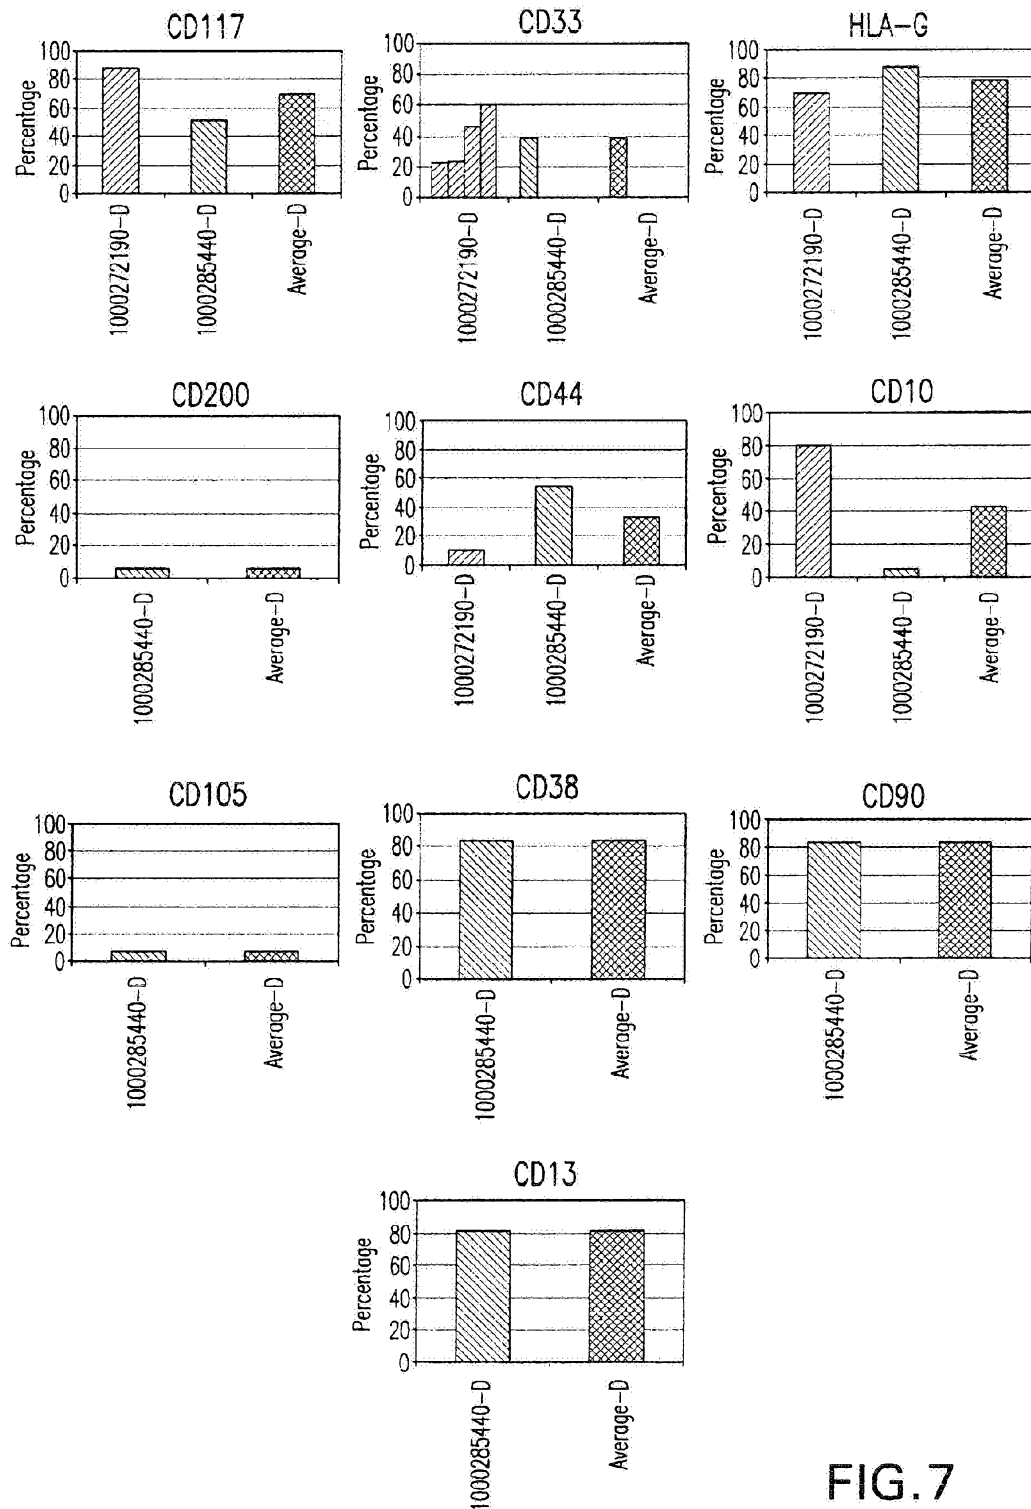 CD117
Percentage
100
80
60
40
20
0
1000272190-D
1000285440-D
Average-D
CD33
Percentage
100
80
60
40
20
0
1000272190-D
1000285440-D
Average-D
HLA-G
Percentage
100
80
60
40
20
0
1000272190-D
1000285440-D
Average-D
CD200
Percentage
100
80
60
40
20
0
1000285440-D
Average-D
CD44
Percentage
100
80
60
40
20
0
1000272190-D
1000285440-D
Average-D
CD10
Percentage
100
80
60
40
20
0
1000272190-D
1000285440-D
Average-D
CD105
Percentage
100
80
60
40
20
0
1000285440-D
Average-D
CD38
Percentage
100
80
60
40
20
0
1000285440-D
Average-D
CD90
Percentage
100
80
60
40
20
0
1000285440-D
Average-D
CD13
Percentage
100
80
60
40
20
0
1000285440-D
Average-D
FIG.7